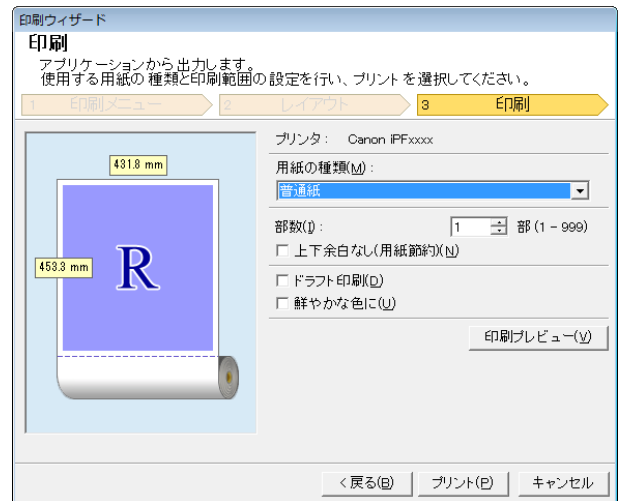 印刷ウィザード
印刷
アプリケーションから出力します。
使用する用紙の種類と印刷範囲の設定を行い、プリントを選択してください。
1 印刷メニュー 2 レイアウト 3 印刷
プリンタ： Canon iPFxxxx
431.8 mm
用紙の種類(M)：
普通紙
部数(I)： 1 部 (1 - 999)
上下余白なし(用紙節約)(N)
453.3 mm
R
ドラフト印刷(D)
鮮やかな色に(U)
印刷プレビュー(V)
< 戻る(B) プリント(P) キャンセル